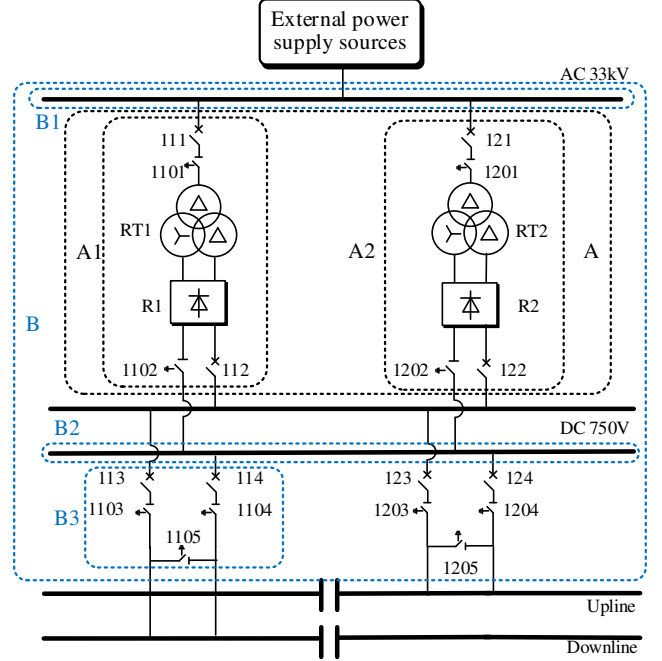 External power
supply sources
AC 33kV
B1
111
121
1101
1201
RT1
RT2
A1
A2
A
R1
R2
B
1102
112
1202
122
B2
DC 750V
113
114
123
124
B3
1103
1104
1203
1204
1105
1205
Upline
Downline